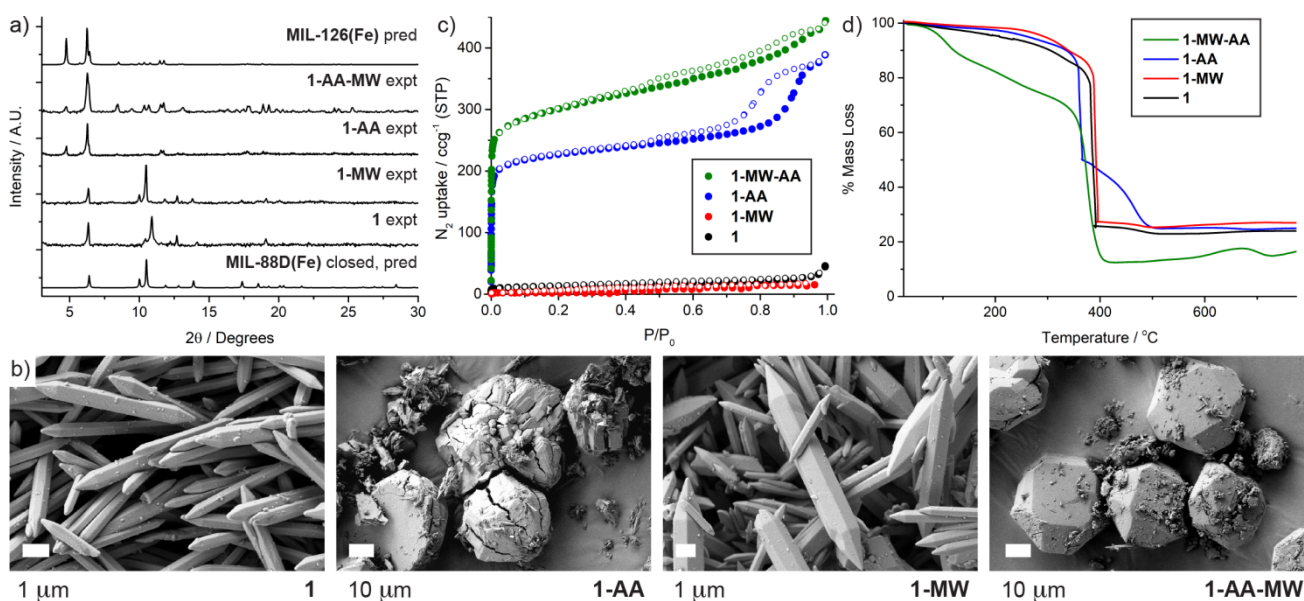 a)
Intensity / A.U.
MIL-126(Fe) pred
1-AA-MW expt
1-AA expt
1-MW expt
1 expt
MIL-88D(Fe) closed, pred
5 10 15 20 25 30
2θ / Degrees
c)
N2 uptake / ccg-1 (STP)
400
300
200
100
0
1-MW-AA
1-AA
1-MW
1
0.0 0.2 0.4 0.6 0.8 1.0
P/P0
d)
% Mass Loss
100
80
60
40
20
0
1-MW-AA
1-AA
1-MW
1
200 400 600
Temperature / °C
b)
1 μm 1
10 μm 1-AA
1 μm 1-MW
10 μm 1-AA-MW